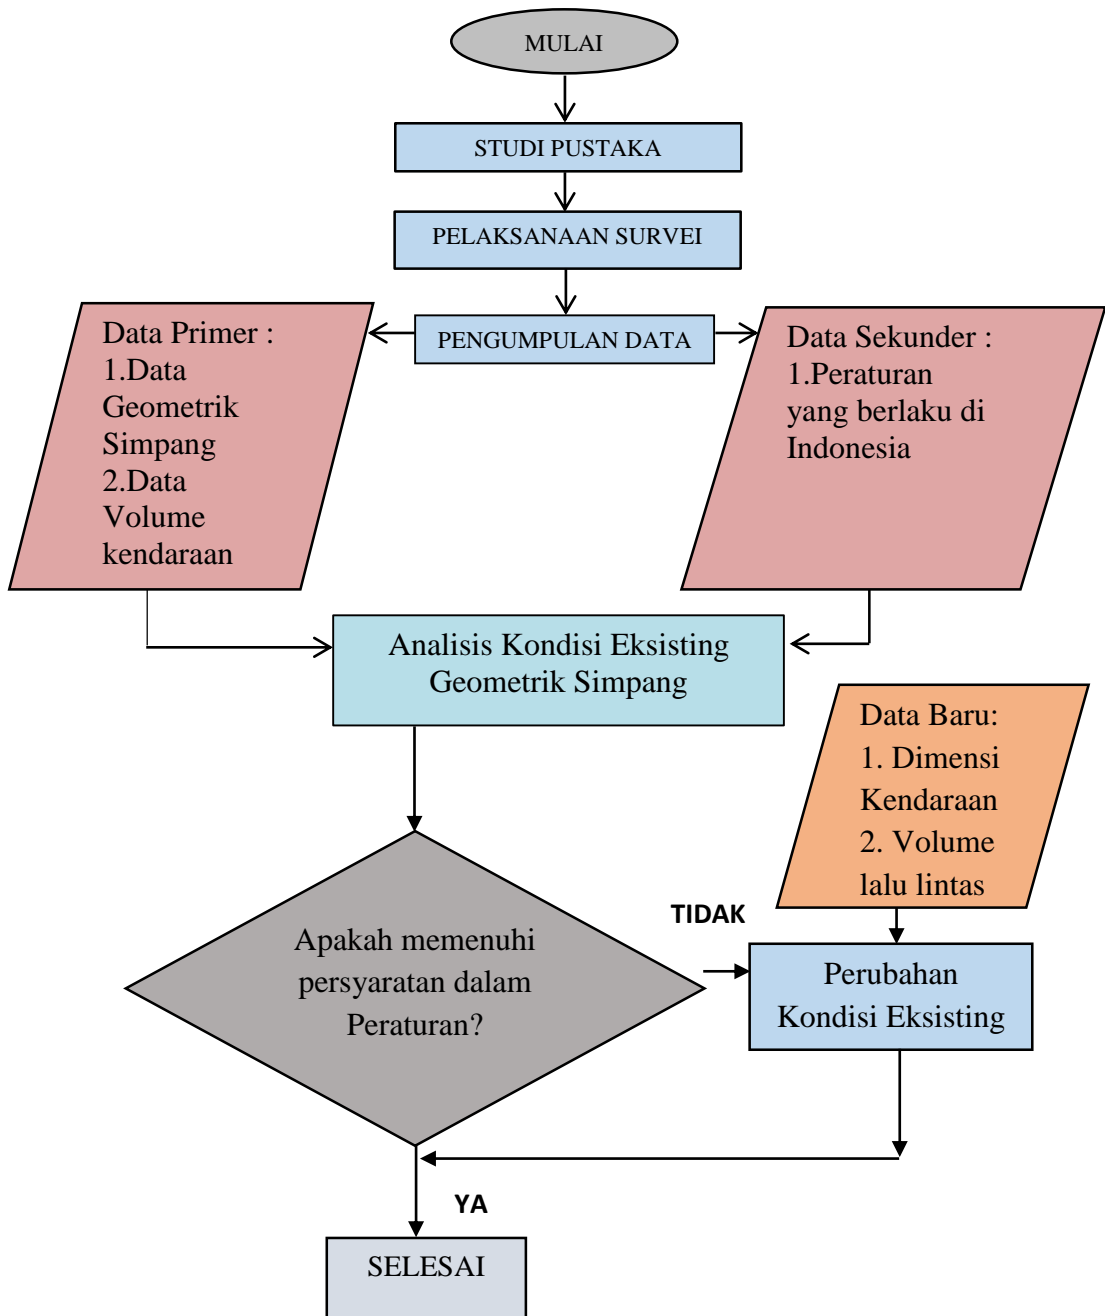 MULAI
STUDI PUSTAKA
PELAKSANAAN SURVEI
PENGUMPULAN DATA
Data Primer :
1.Data
Geometrik
Simpang
2.Data
Volume
kendaraan
Data Sekunder :
1.Peraturan
yang berlaku di
Indonesia
Analisis Kondisi Eksisting
Geometrik Simpang
Data Baru:
1. Dimensi
Kendaraan
2. Volume
lalu lintas
Apakah memenuhi
persyaratan dalam
Peraturan?
TIDAK
Perubahan
Kondisi Eksisting
YA
SELESAI